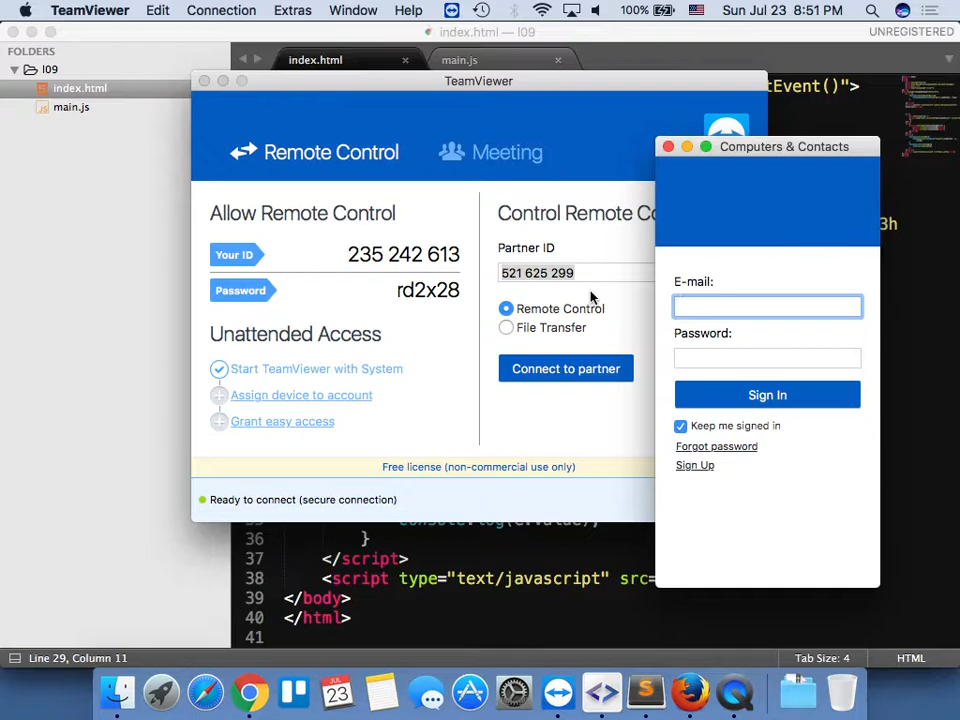 TeamViewer Edit Connection Extras Window Help 100% Sun Jul 23 8:51 PM
index.html — l09 UNREGISTERED
FOLDERS
l09
index.html
main.js
index.html × main.js ×
tEvent()">
3h
TeamViewer
Remote Control Meeting
Allow Remote Control
Your ID 235 242 613
Password rd2x28
Unattended Access
Start TeamViewer with System
Assign device to account
Grant easy access
Control Remote Co
Partner ID
521 625 299
Remote Control
File Transfer
Connect to partner
Free license (non-commercial use only)
Ready to connect (secure connection)
Computers & Contacts
E-mail:
Password:
Sign In
Keep me signed in
Forgot password
Sign Up
36 }
37 </script>
38 <script type="text/javascript" src=
39 </body>
40 </html>
41
Line 29, Column 11 Tab Size: 4 HTML
JUL
23